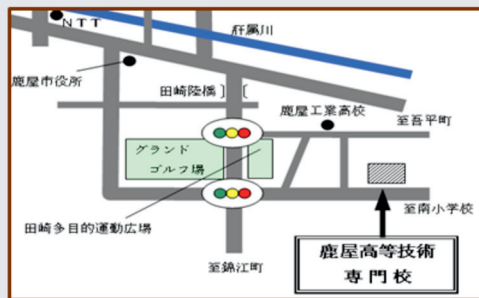 NTT
肝属川
鹿屋市役所
田崎陸橋
鹿屋工業高校
至吾平町
グランド
ゴルフ場
至南小学校
田崎多目的運動広場
鹿屋高等技術
専門校
至錦江町